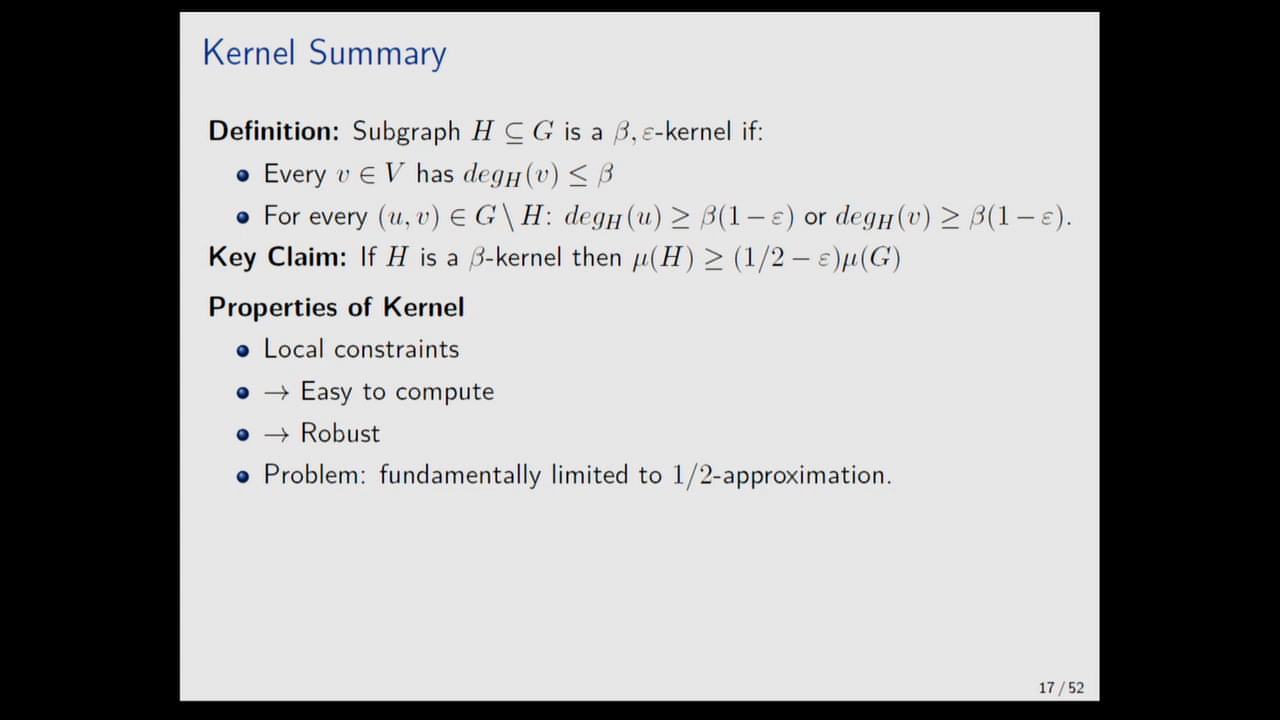 Kernel Summary
Definition: Subgraph H ⊆ G is a β, ε-kernel if:
Every v ∈ V has deg_H(v) ≤ β
For every (u, v) ∈ G \ H: deg_H(u) ≥ β(1 − ε) or deg_H(v) ≥ β(1 − ε).
Key Claim: If H is a β-kernel then μ(H) ≥ (1/2 − ε)μ(G)
Properties of Kernel
Local constraints
→ Easy to compute
→ Robust
Problem: fundamentally limited to 1/2-approximation.
17 / 52